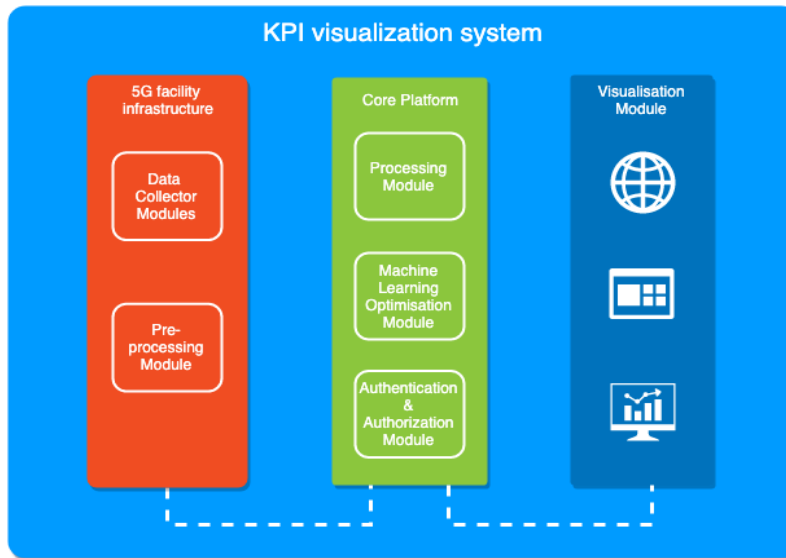 KPI visualization system
5G facility
infrastructure
Data
Collector
Modules
Pre-
processing
Module
Core Platform
Processing
Module
Machine
Learning
Optimisation
Module
Authentication
&
Authorization
Module
Visualisation
Module